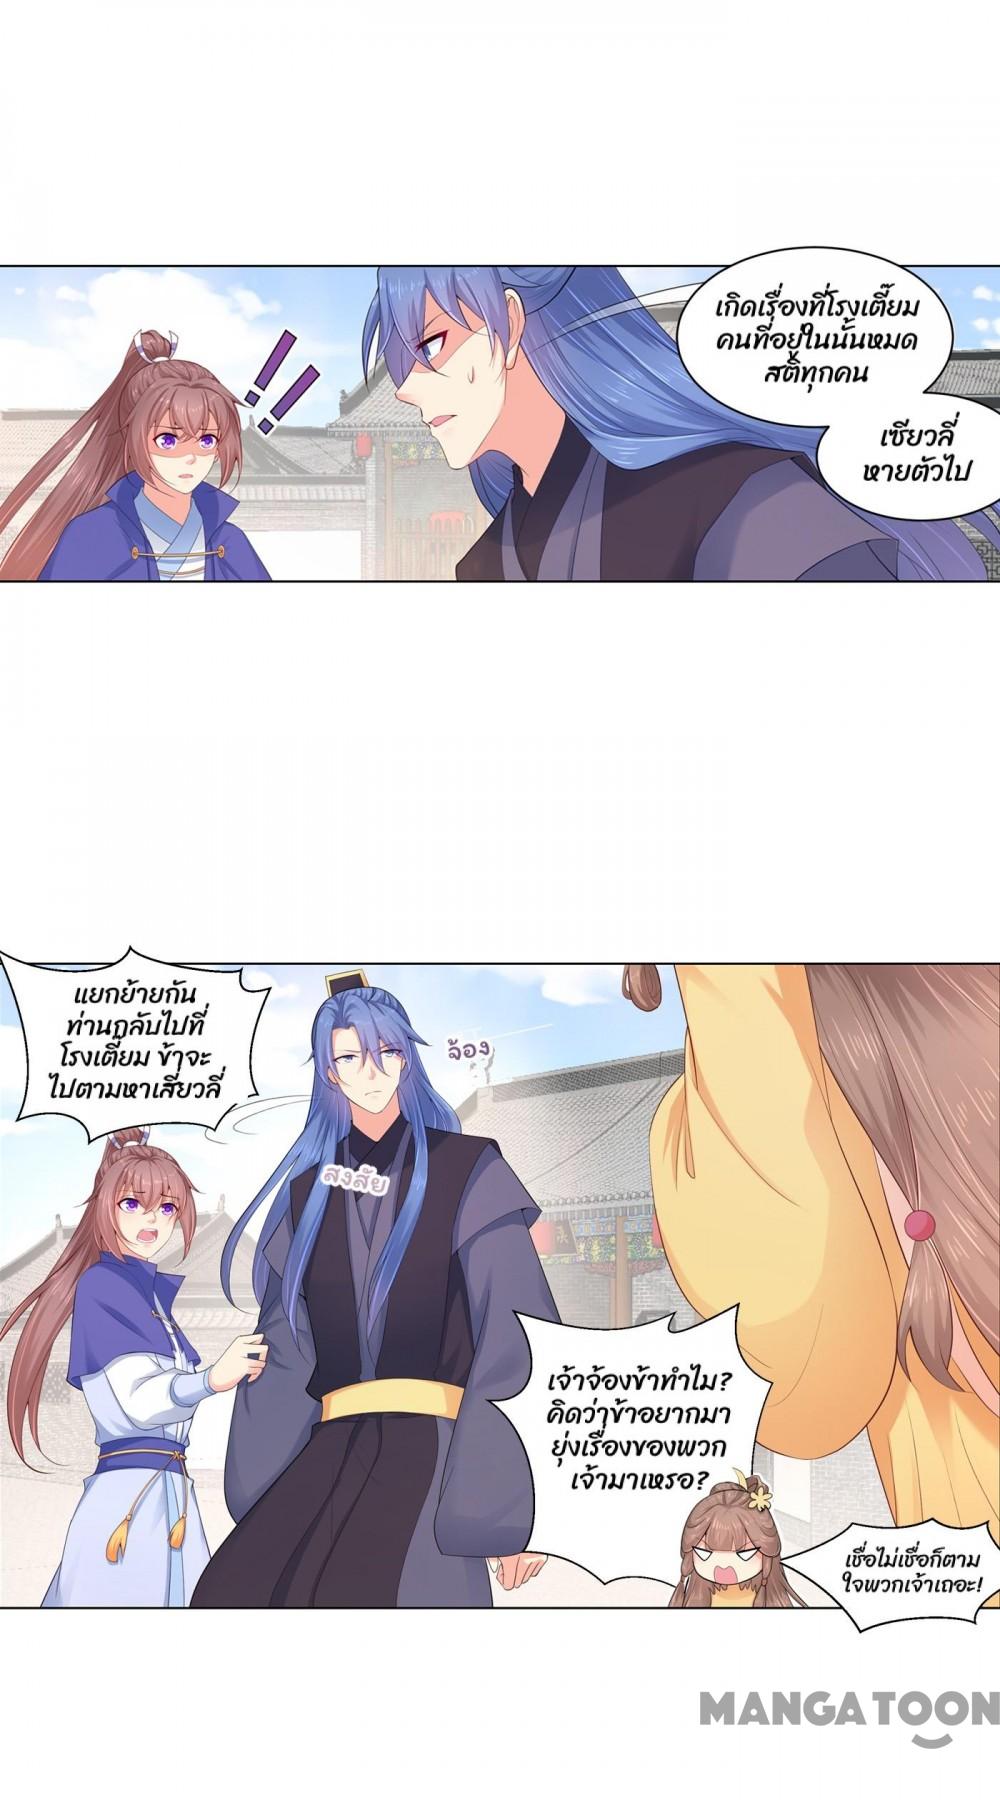 !!
เกิดเรื่องที่โรงเตี๊ยม
คนที่อยู่ในนั้นหมด
สติทุกคน
เซียวลี่
หายตัวไป
แยกย้ายกัน
ท่านกลับไปที่
โรงเตี๊ยม ข้าจะ
ไปตามหาเสี่ยวลี่
จ้อง
สงสัย
เจ้าจ้องข้าทำไม?
คิดว่าข้าอยากมา
ยุ่งเรื่องของพวก
เจ้ามาเหรอ?
เชื่อไม่เชื่อก็ตาม
ใจพวกเจ้าเถอะ!
MANGATOON